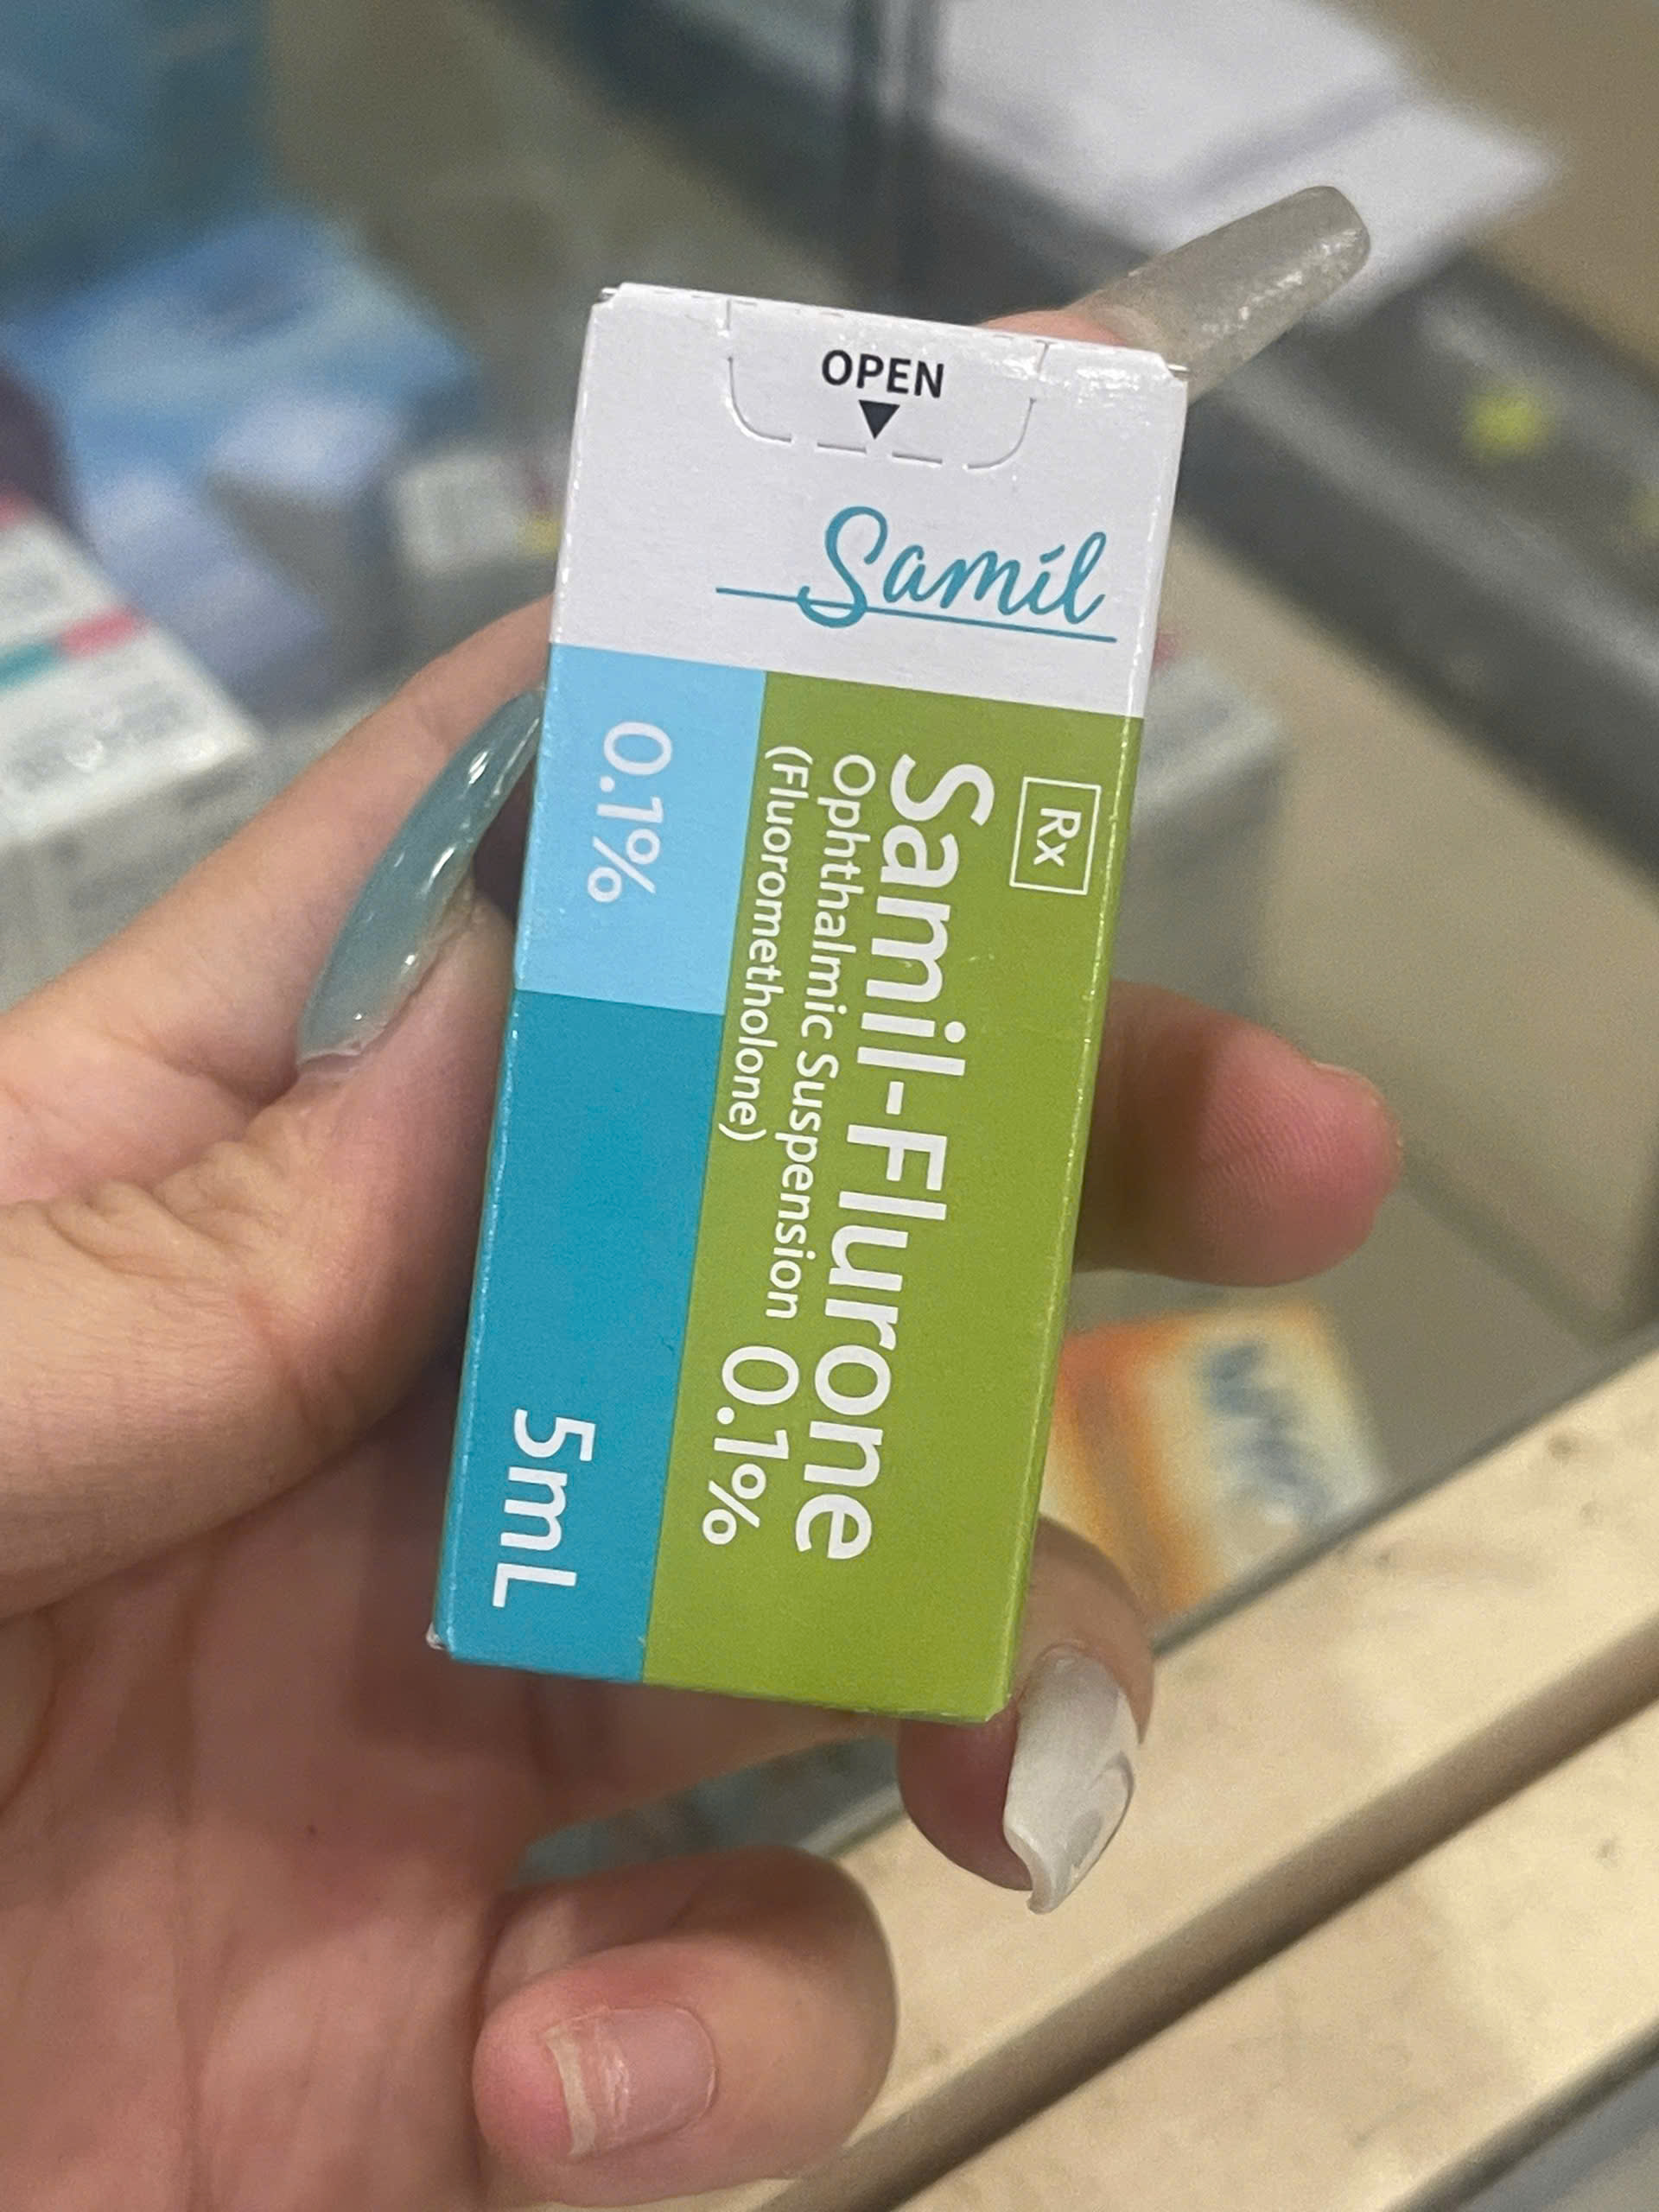 OPEN
Samil
Rx
Samil-Flurone
Ophthalmic Suspension 0.1%
(Fluorometholone)
0.1%
5mL